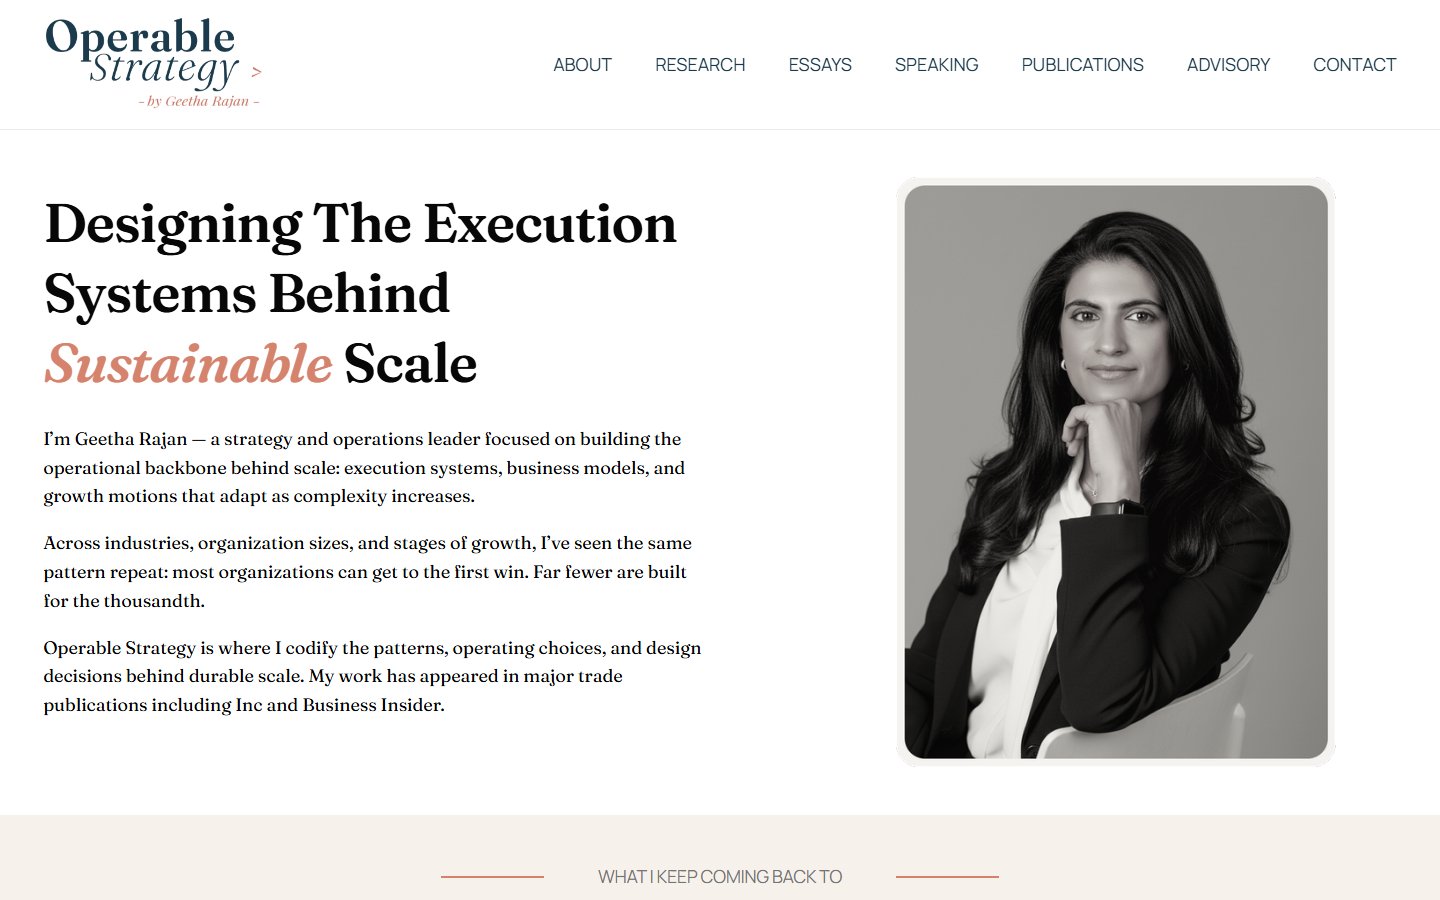 Operable
Strategy >
- by Geetha Rajan -
ABOUT
RESEARCH
ESSAYS
SPEAKING
PUBLICATIONS
ADVISORY
CONTACT
Designing The Execution
Systems Behind
Sustainable Scale
I’m Geetha Rajan — a strategy and operations leader focused on building the
operational backbone behind scale: execution systems, business models, and
growth motions that adapt as complexity increases.
Across industries, organization sizes, and stages of growth, I’ve seen the same
pattern repeat: most organizations can get to the first win. Far fewer are built
for the thousandth.
Operable Strategy is where I codify the patterns, operating choices, and design
decisions behind durable scale. My work has appeared in major trade
publications including Inc and Business Insider.
WHAT I KEEP COMING BACK TO